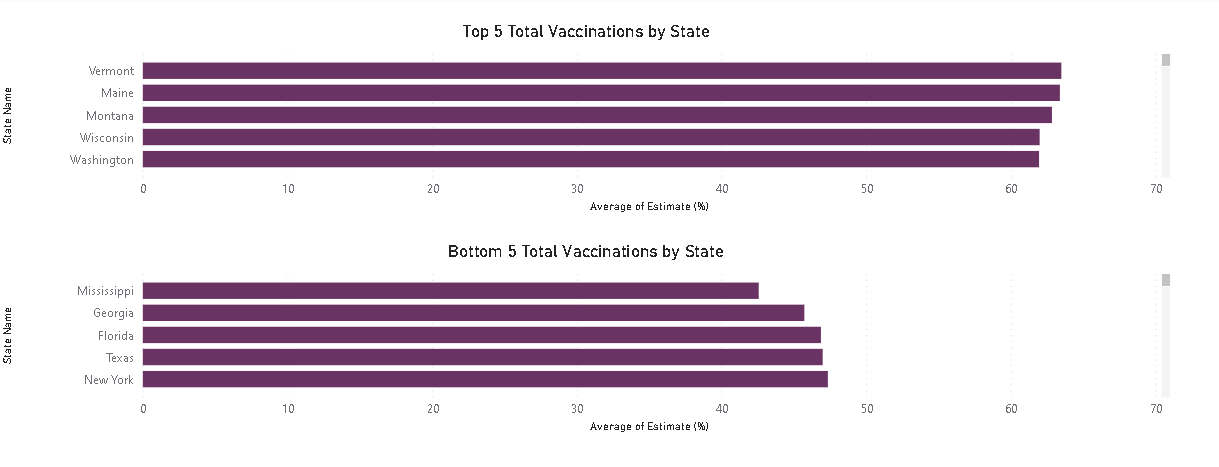 Top 5 Total Vaccinations by State
State Name
Vermont
Maine
Montana
Wisconsin
Washington
0 10 20 30 40 50 60 70
Average of Estimate (%)
Bottom 5 Total Vaccinations by State
State Name
Mississippi
Georgia
Florida
Texas
New York
0 10 20 30 40 50 60 70
Average of Estimate (%)